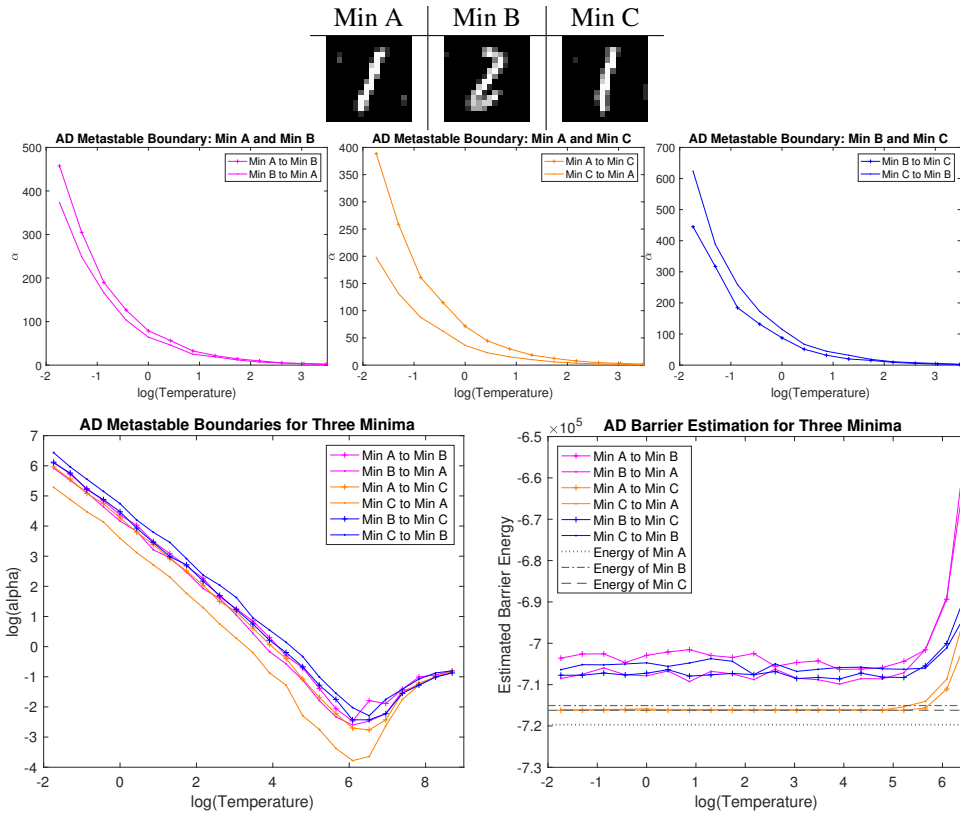 Min A Min B Min C
AD Metastable Boundary: Min A and Min B
500
400
300
200
100
0
α
-2 -1 0 1 2 3
log(Temperature)
Min A to Min B
Min B to Min A
AD Metastable Boundary: Min A and Min C
400
350
300
250
200
150
100
50
0
α
-2 -1 0 1 2 3
log(Temperature)
Min A to Min C
Min C to Min A
AD Metastable Boundary: Min B and Min C
700
600
500
400
300
200
100
0
α
-2 -1 0 1 2 3
log(Temperature)
Min B to Min C
Min C to Min B
AD Metastable Boundaries for Three Minima
7
6
5
4
3
2
1
0
-1
-2
-3
-4
log(alpha)
-2 0 2 4 6 8
log(Temperature)
Min A to Min B
Min B to Min A
Min A to Min C
Min C to Min A
Min B to Min C
Min C to Min B
AD Barrier Estimation for Three Minima
×10⁵
-6.5
-6.6
-6.7
-6.8
-6.9
-7
-7.1
-7.2
-7.3
Estimated Barrier Energy
-2 -1 0 1 2 3 4 5 6
log(Temperature)
Min A to Min B
Min B to Min A
Min A to Min C
Min C to Min A
Min B to Min C
Min C to Min B
Energy of Min A
Energy of Min B
Energy of Min C